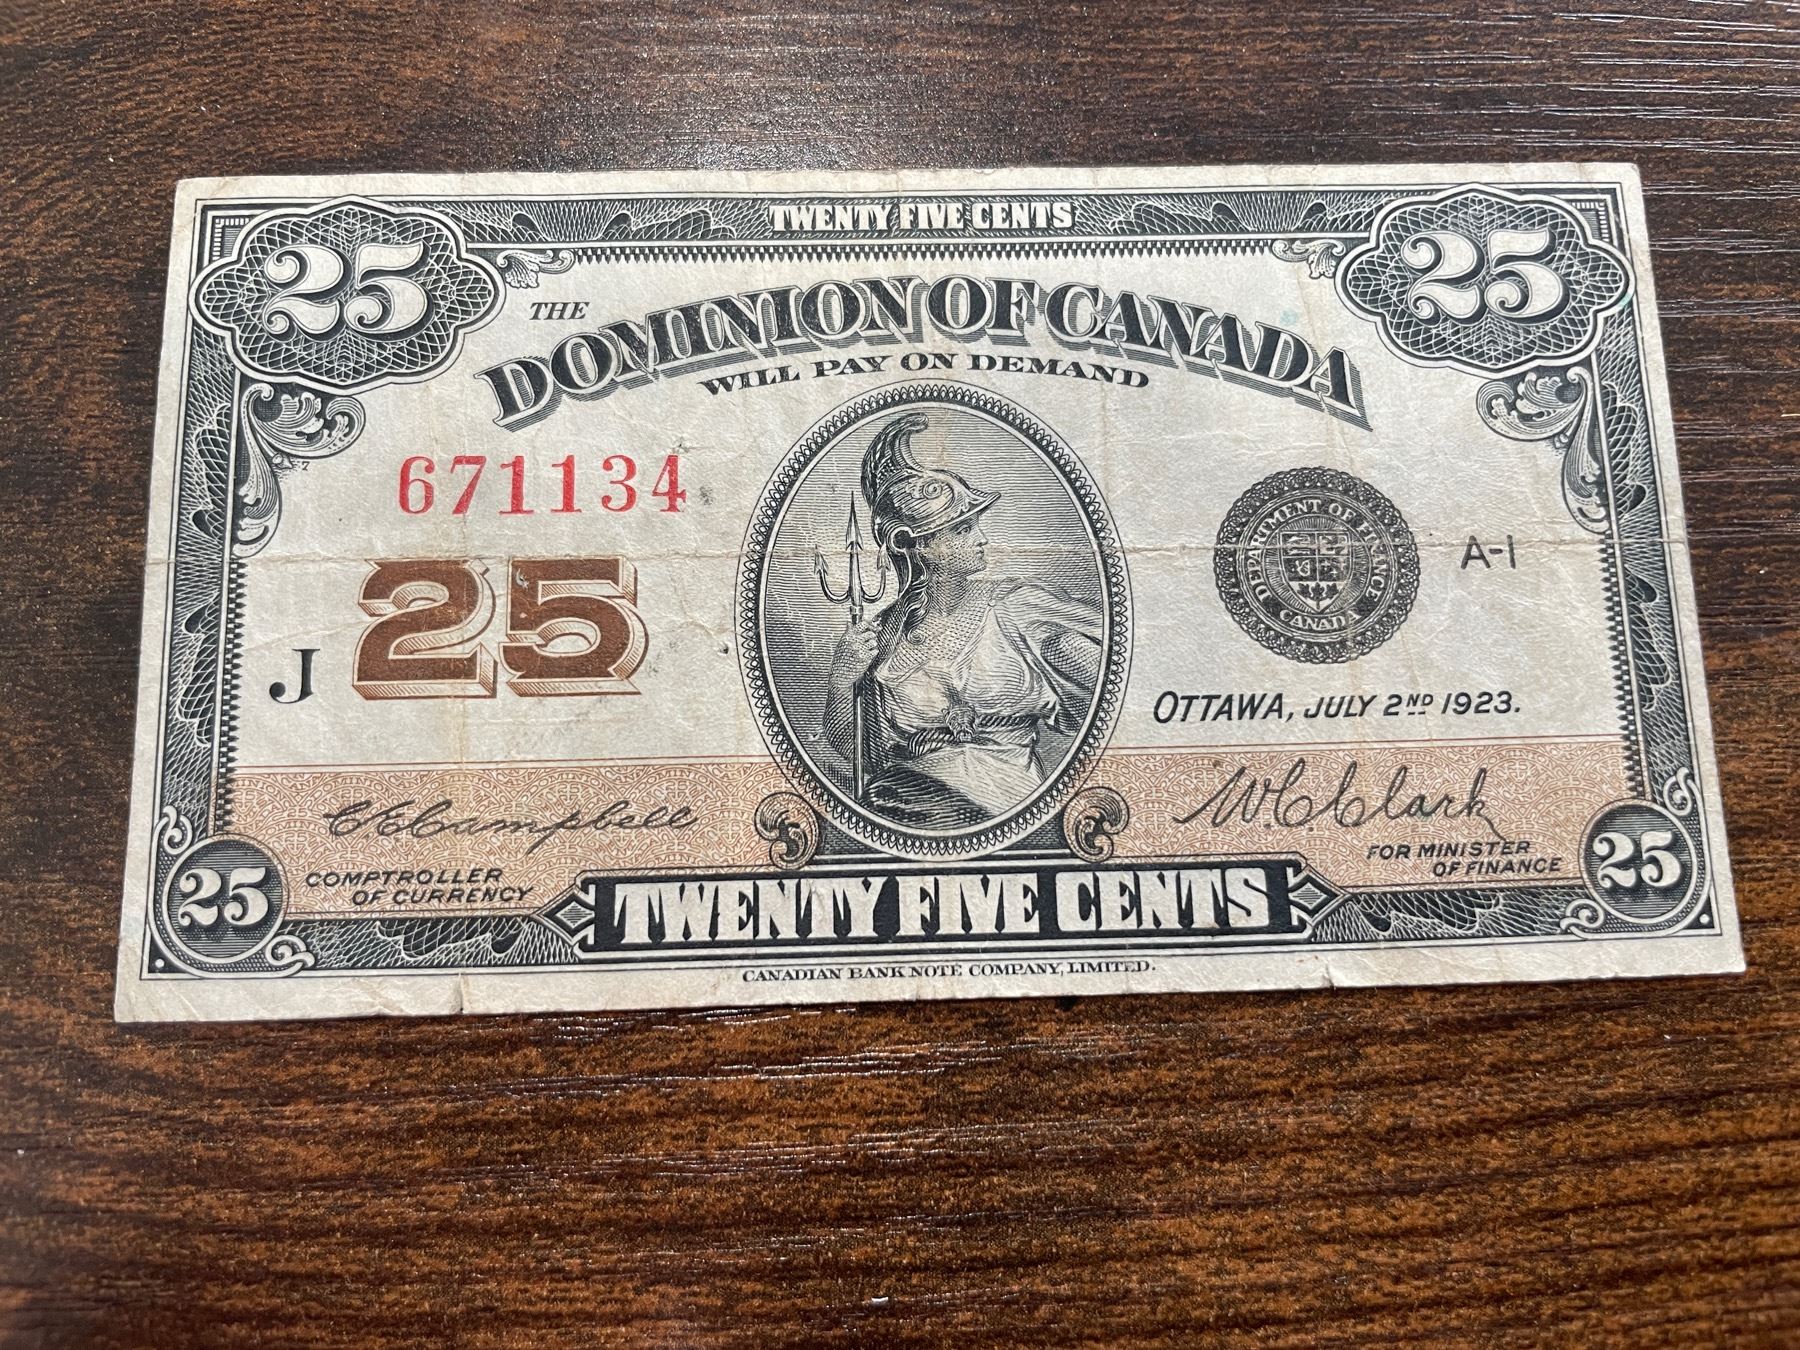 TWENTY FIVE CENTS
25
25
THE
DOMINION OF CANADA
WILL PAY ON DEMAND
671134
25
J
DEPARTMENT OF FINANCE
CANADA
A-1
OTTAWA, JULY 2ND 1923.
C E Campbell
COMPTROLLER
OF CURRENCY
W.C. Clark
FOR MINISTER
OF FINANCE
25
TWENTY FIVE CENTS
25
CANADIAN BANK NOTE COMPANY, LIMITED.